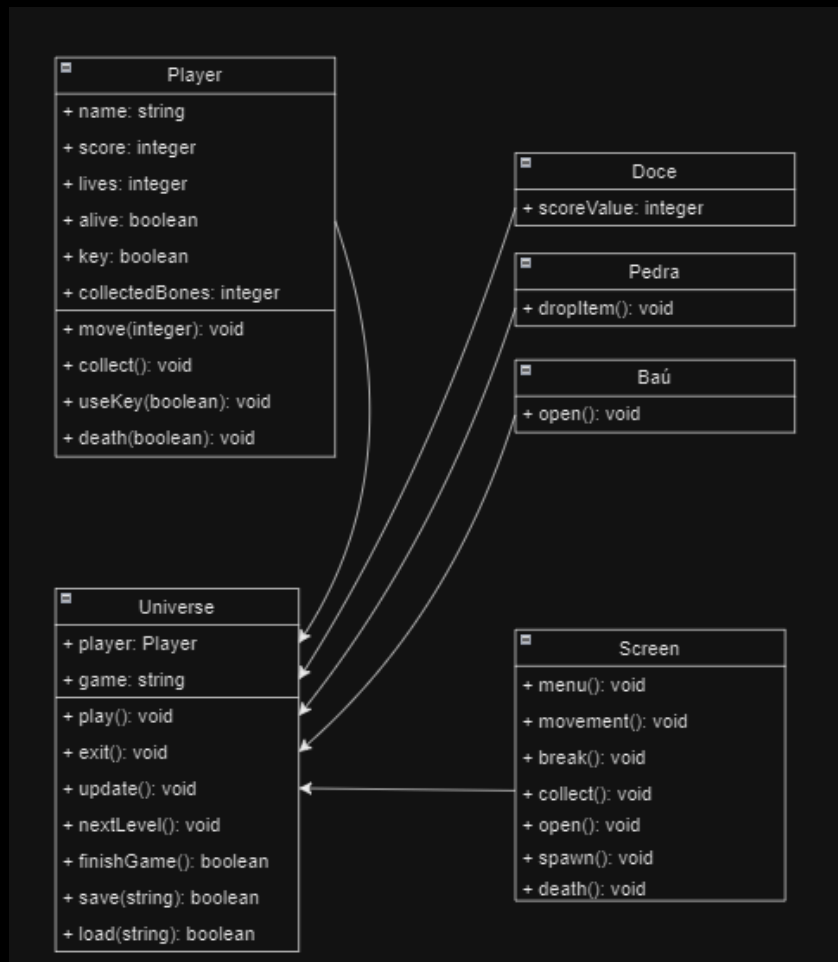 Player
+ name: string
+ score: integer
+ lives: integer
+ alive: boolean
+ key: boolean
+ collectedBones: integer
+ move(integer): void
+ collect(): void
+ useKey(boolean): void
+ death(boolean): void
Doce
+ scoreValue: integer
Pedra
+ dropItem(): void
Baú
+ open(): void
Universe
+ player: Player
+ game: string
+ play(): void
+ exit(): void
+ update(): void
+ nextLevel(): void
+ finishGame(): boolean
+ save(string): boolean
+ load(string): boolean
Screen
+ menu(): void
+ movement(): void
+ break(): void
+ collect(): void
+ open(): void
+ spawn(): void
+ death(): void